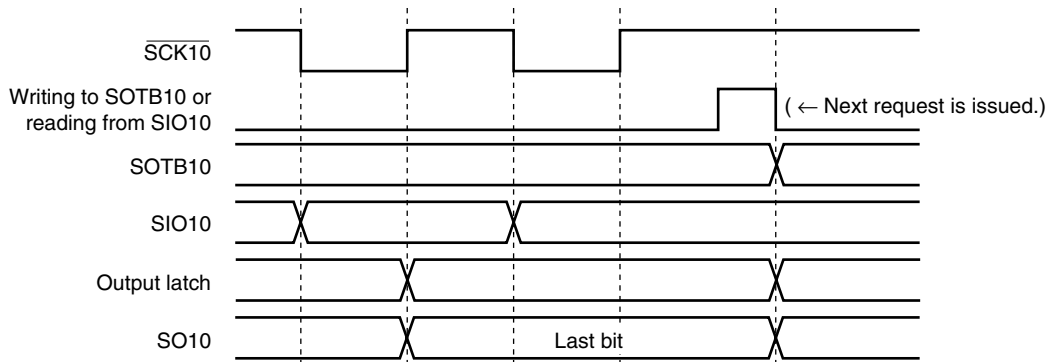 SCK10
Writing to SOTB10 or
reading from SIO10
( ← Next request is issued.)
SOTB10
SIO10
Output latch
SO10
Last bit